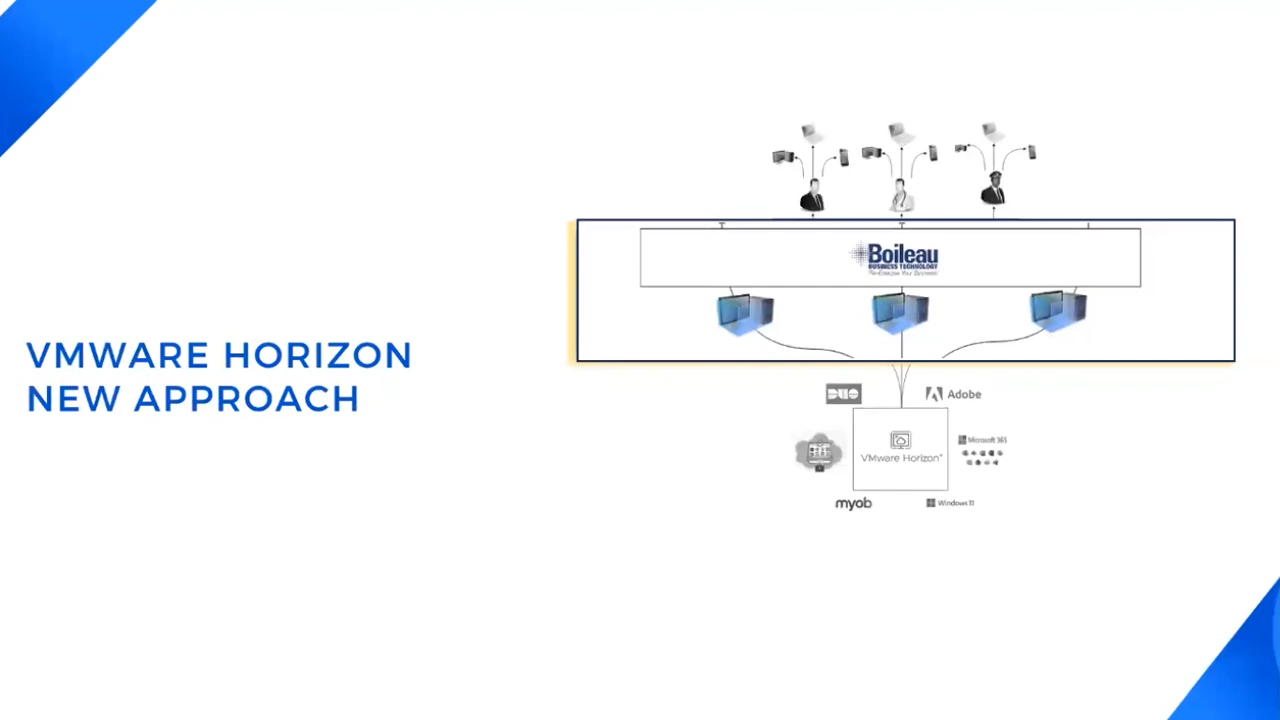 VMWARE HORIZON
NEW APPROACH
Boileau
BUSINESS TECHNOLOGY
DUO
Adobe
VMware Horizon
Microsoft 365
myob
Windows 11